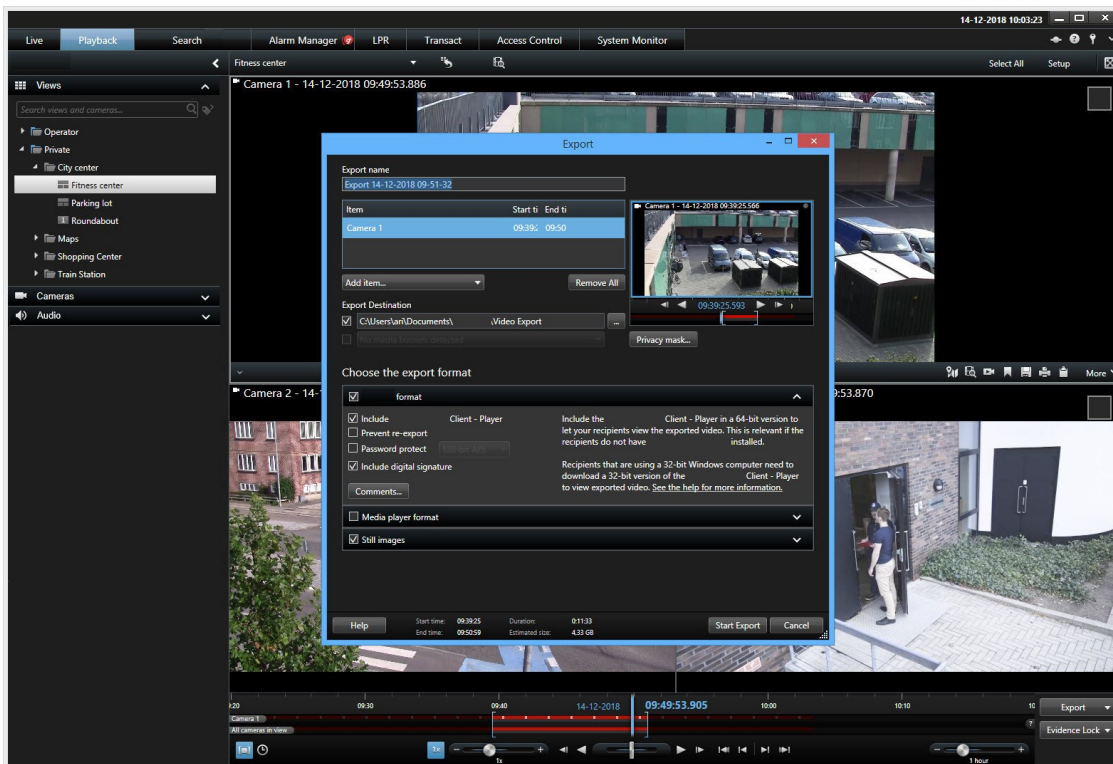 14-12-2018 10:03:23
Live Playback Search Alarm Manager LPR Transact Access Control System Monitor
Fitness center Select All Setup
Views
Search views and cameras...
Operator
Private
City center
Fitness center
Parking lot
Roundabout
Maps
Shopping Center
Train Station
Cameras
Audio
Camera 1 - 14-12-2018 09:49:53.886
Export
Export name
Export 14-12-2018 09-51-32
Item Start ti End ti
Camera 1 09:39: 09:50
Camera 1 - 14-12-2018 09:39:25.566
09:39:25.593
Add item... Remove All
Export Destination
C:\Users\ari\Documents\ Video Export ...
No media burners detected
Privacy mask...
Choose the export format
format
Include Client - Player
Prevent re-export
Password protect
Include digital signature
Comments...
Include the Client - Player in a 64-bit version to
let your recipients view the exported video. This is relevant if the
recipients do not have installed.
Recipients that are using a 32-bit Windows computer need to
download a 32-bit version of the Client - Player
to view exported video. See the help for more information.
Media player format
Still images
Help
Start time: 09:39:25 Duration: 0:11:33
End time: 09:50:59 Estimated size: 4,33 GB
Start Export Cancel
More
Camera 2 - 14-
9:53.870
:20 09:30 09:40 14-12-2018 09:49:53.905 10:00 10:10 10
Camera 1
All cameras in view
Export
Evidence Lock
1x
1x
1 hour